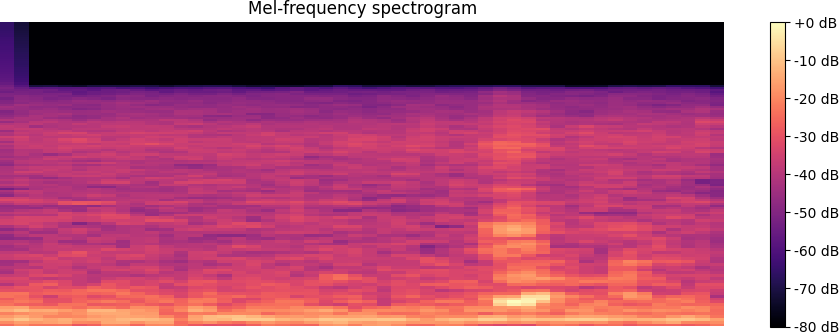 Mel-frequency spectrogram
+0 dB
-10 dB
-20 dB
-30 dB
-40 dB
-50 dB
-60 dB
-70 dB
-80 dB